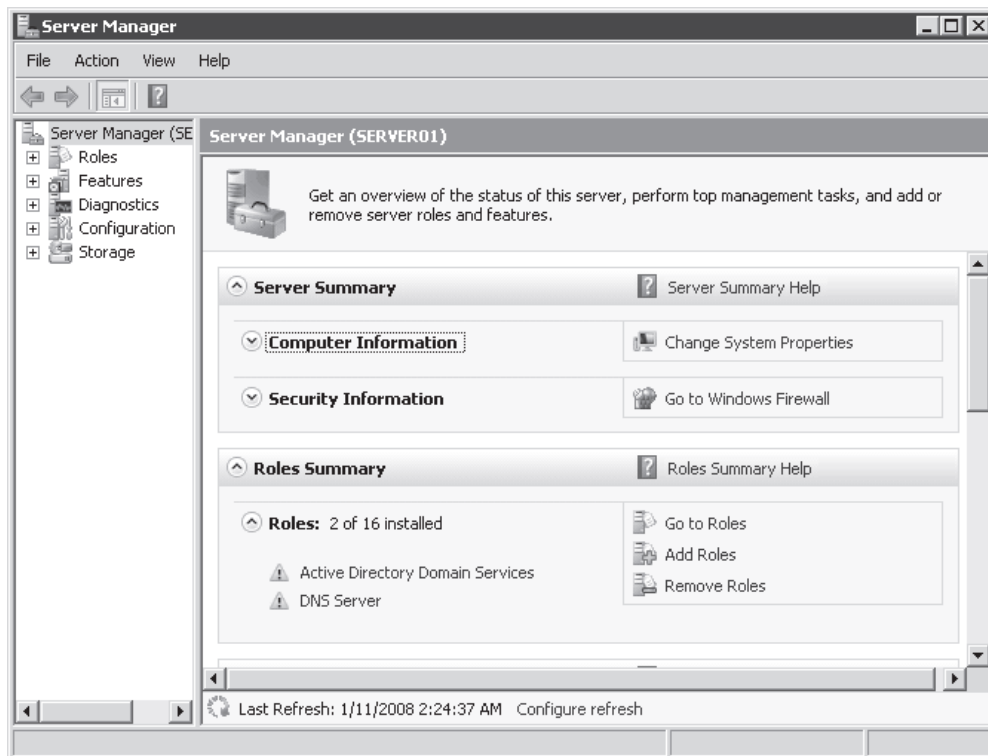 Server Manager
File Action View Help
Server Manager (SE
Roles
Features
Diagnostics
Configuration
Storage
Server Manager (SERVER01)
Get an overview of the status of this server, perform top management tasks, and add or
remove server roles and features.
Server Summary
Server Summary Help
Computer Information
Change System Properties
Security Information
Go to Windows Firewall
Roles Summary
Roles Summary Help
Roles: 2 of 16 installed
Go to Roles
Add Roles
Remove Roles
Active Directory Domain Services
DNS Server
Last Refresh: 1/11/2008 2:24:37 AM Configure refresh